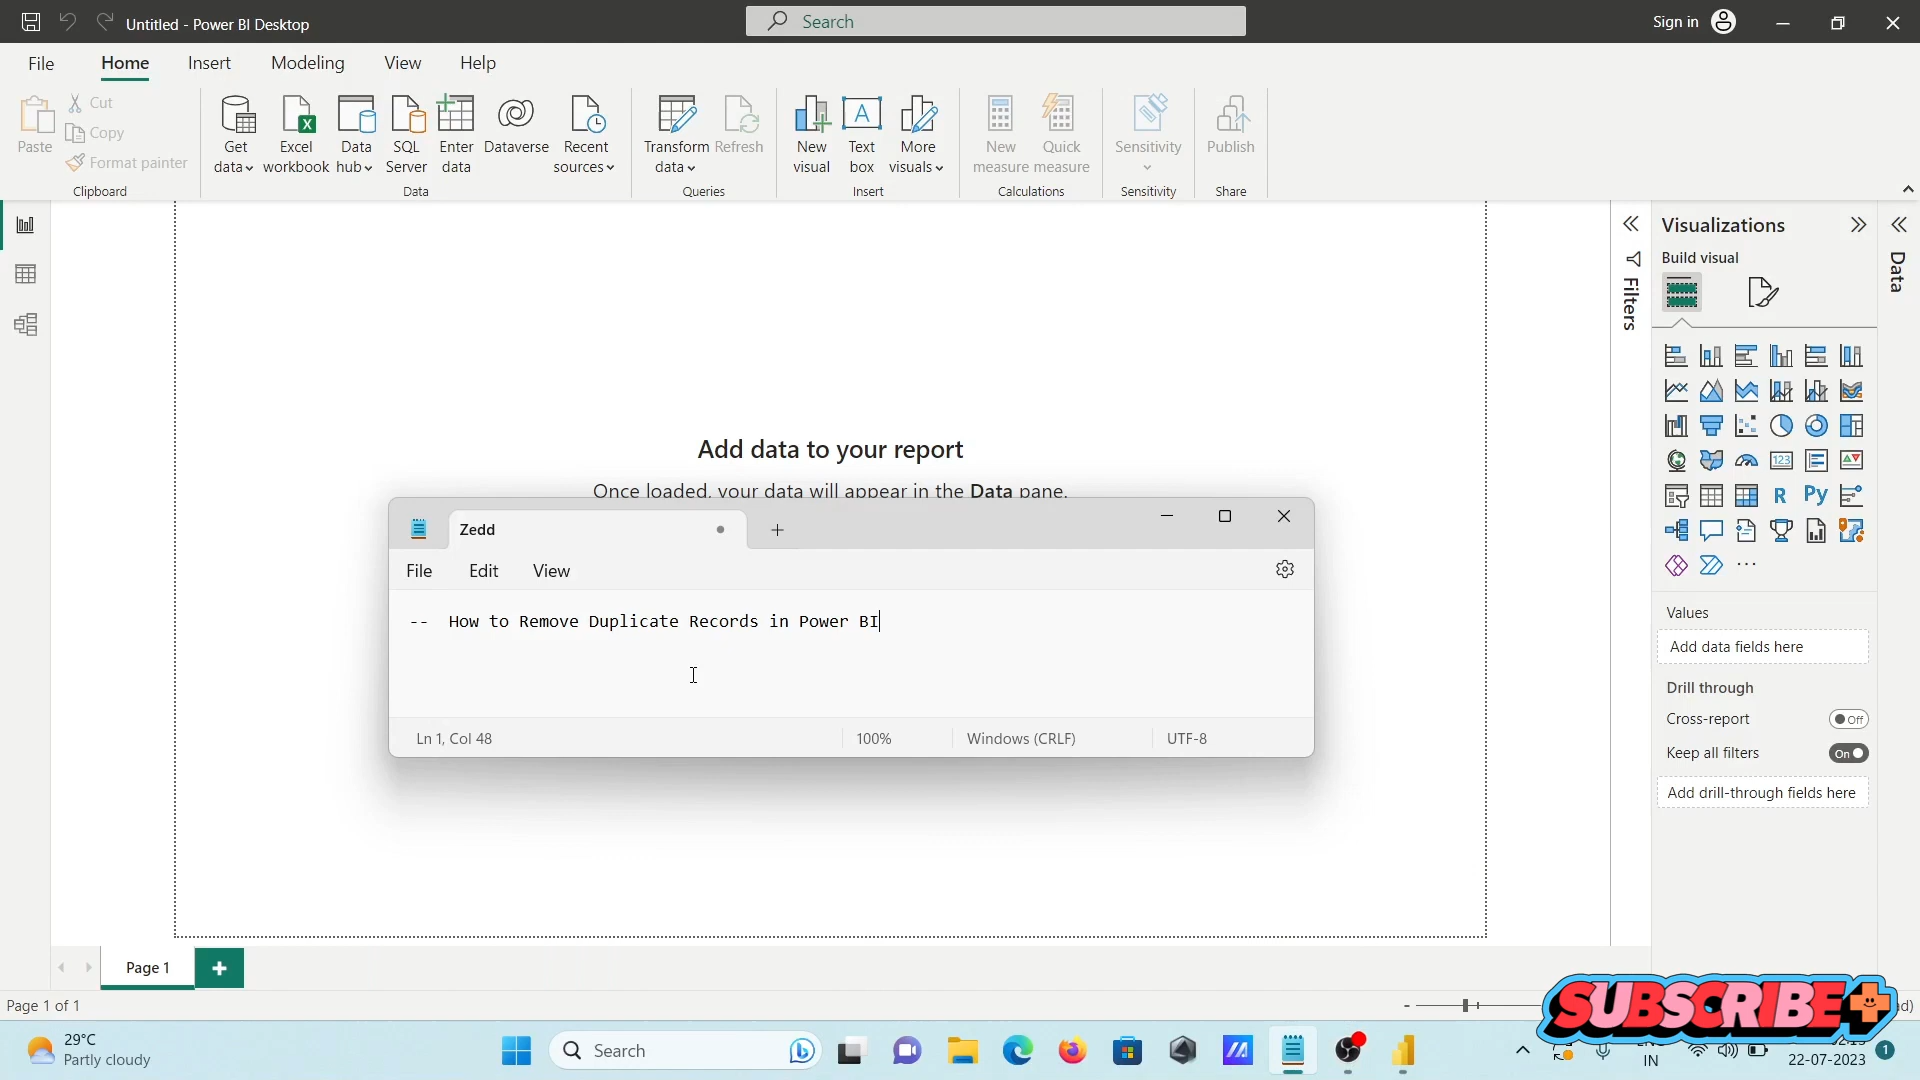 Untitled - Power BI Desktop
Search
Sign in
File Home Insert Modeling View Help
Paste
Cut
Copy
Format painter
Clipboard
Get data
Excel workbook
Data hub
SQL Server
Enter data
Dataverse
Recent sources
Data
Transform data
Refresh
Queries
New visual
Text box
More visuals
Insert
New measure
Quick measure
Calculations
Sensitivity
Sensitivity
Publish
Share
Add data to your report
Once loaded, your data will appear in the Data pane.
Zedd
File Edit View
-- How to Remove Duplicate Records in Power BI
Ln 1, Col 48
100%
Windows (CRLF)
UTF-8
Filters
Visualizations
Build visual
123
R
Py
Values
Add data fields here
Drill through
Cross-report
Off
Keep all filters
On
Add drill-through fields here
Data
Page 1
Page 1 of 1
SUBSCRIBE
29°C
Partly cloudy
Search
IN
22-07-2023
1